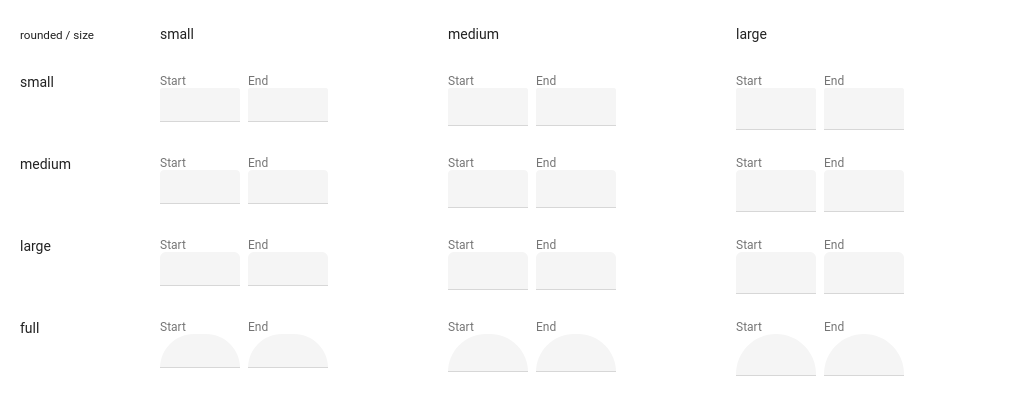 rounded / size small medium large
small Start End Start End Start End
medium Start End Start End Start End
large Start End Start End Start End
full Start End Start End Start End